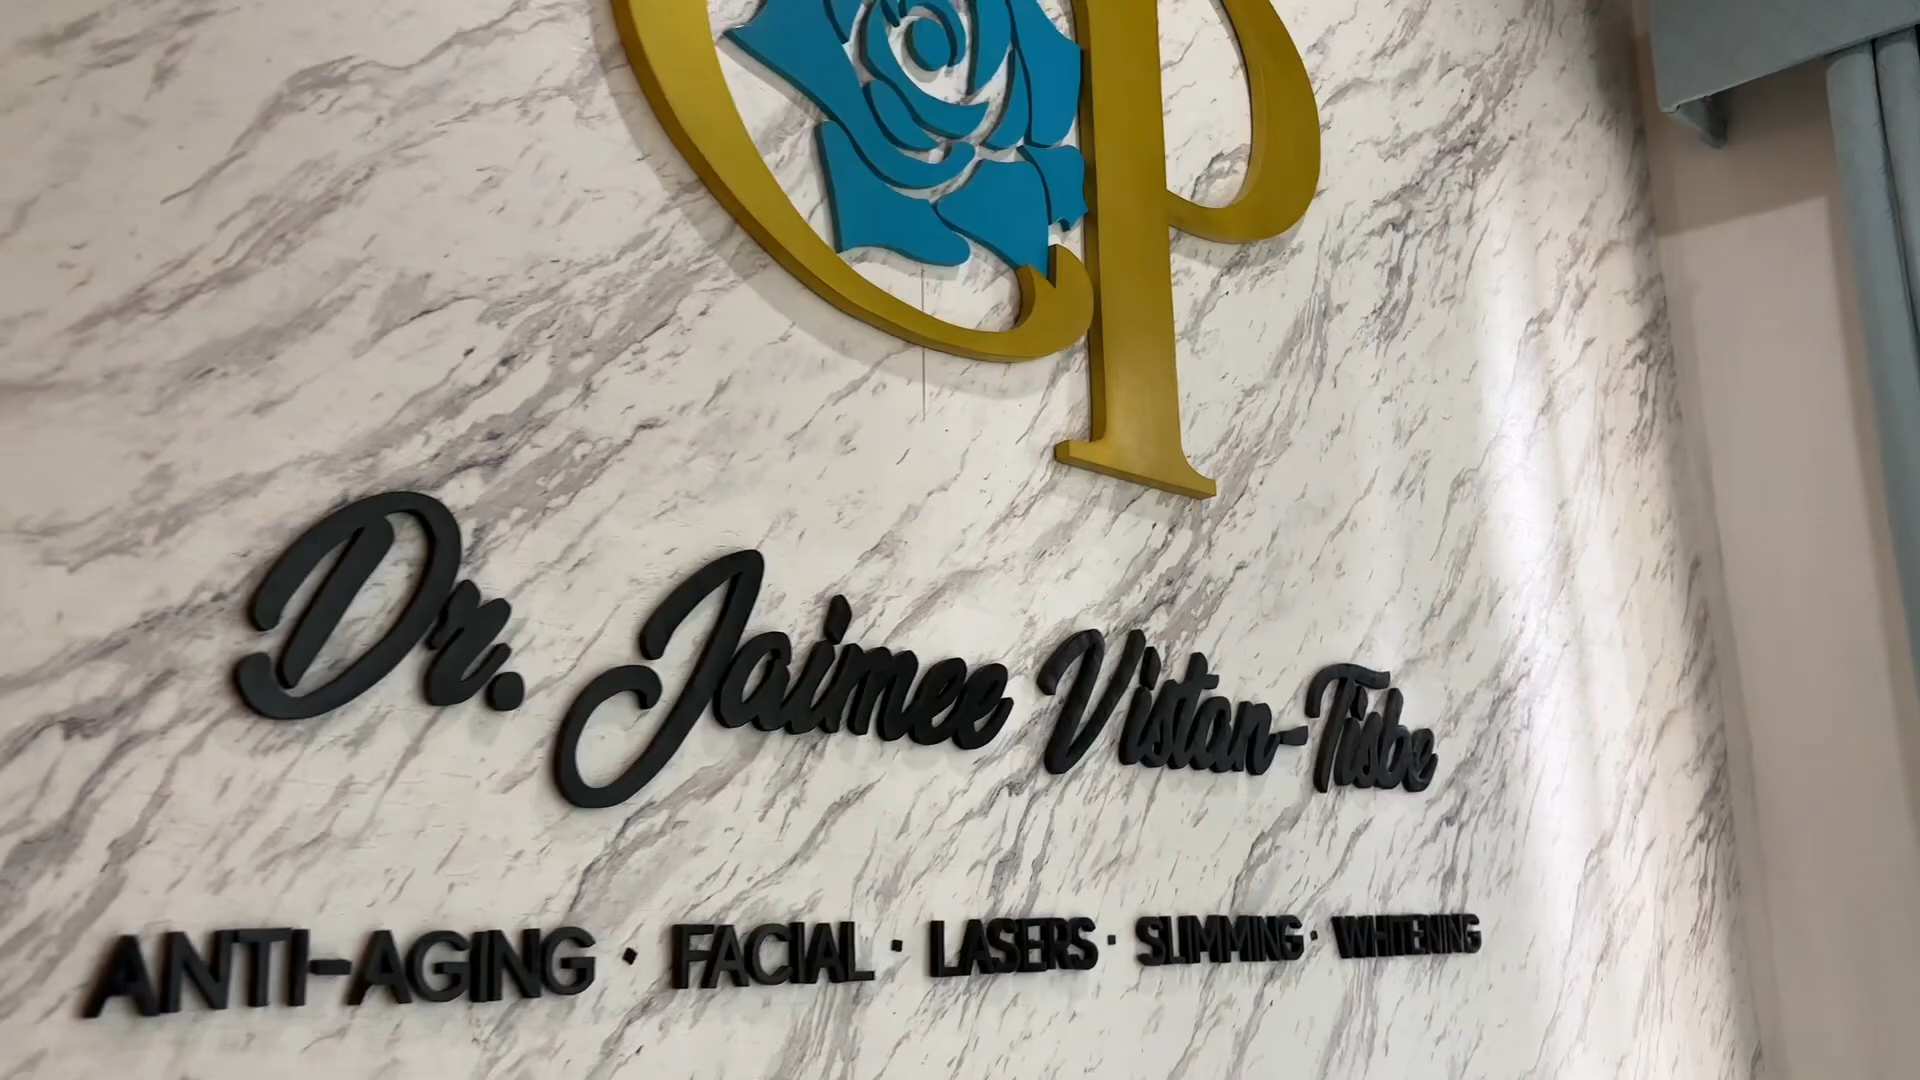 P
Dr. Jaimee Vistan-Tisbe
ANTI-AGING · FACIAL · LASERS · SLIMMING · WHITENING